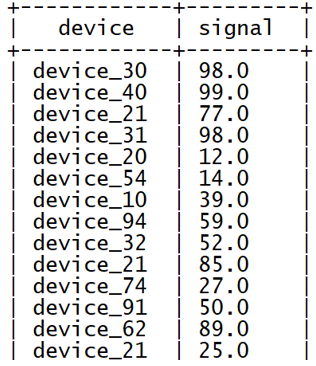 +------------+---------+
|   device   | signal  |
+------------+---------+
| device_30  | 98.0    |
| device_40  | 99.0    |
| device_21  | 77.0    |
| device_31  | 98.0    |
| device_20  | 12.0    |
| device_54  | 14.0    |
| device_10  | 39.0    |
| device_94  | 59.0    |
| device_32  | 52.0    |
| device_21  | 85.0    |
| device_74  | 27.0    |
| device_91  | 50.0    |
| device_62  | 89.0    |
| device_21  | 25.0    |